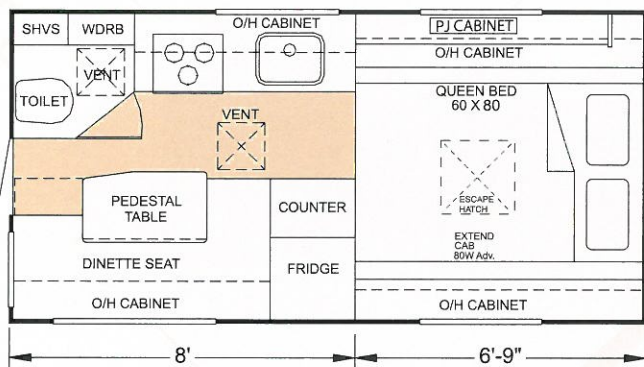 SHVS
WDRB
O/H CABINET
VENT
TOILET
VENT
PEDESTAL
TABLE
COUNTER
DINETTE SEAT
FRIDGE
O/H CABINET
PJ CABINET
O/H CABINET
QUEEN BED
60 X 80
ESCAPE
HATCH
EXTEND
CAB
80W Adv.
O/H CABINET
8'
6'-9"